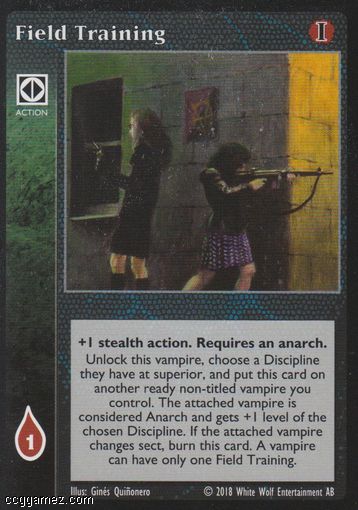 Field Training
I
ACTION
+1 stealth action. Requires an anarch.
Unlock this vampire, choose a Discipline
they have at superior, and put this card on
another ready non-titled vampire you
control. The attached vampire is
considered Anarch and gets +1 level of the
chosen Discipline. If the attached vampire
changes sect, burn this card. A vampire
can have only one Field Training.
1
Illus: Ginés Quiñonero © 2018 White Wolf Entertainment AB
ccggamez.com